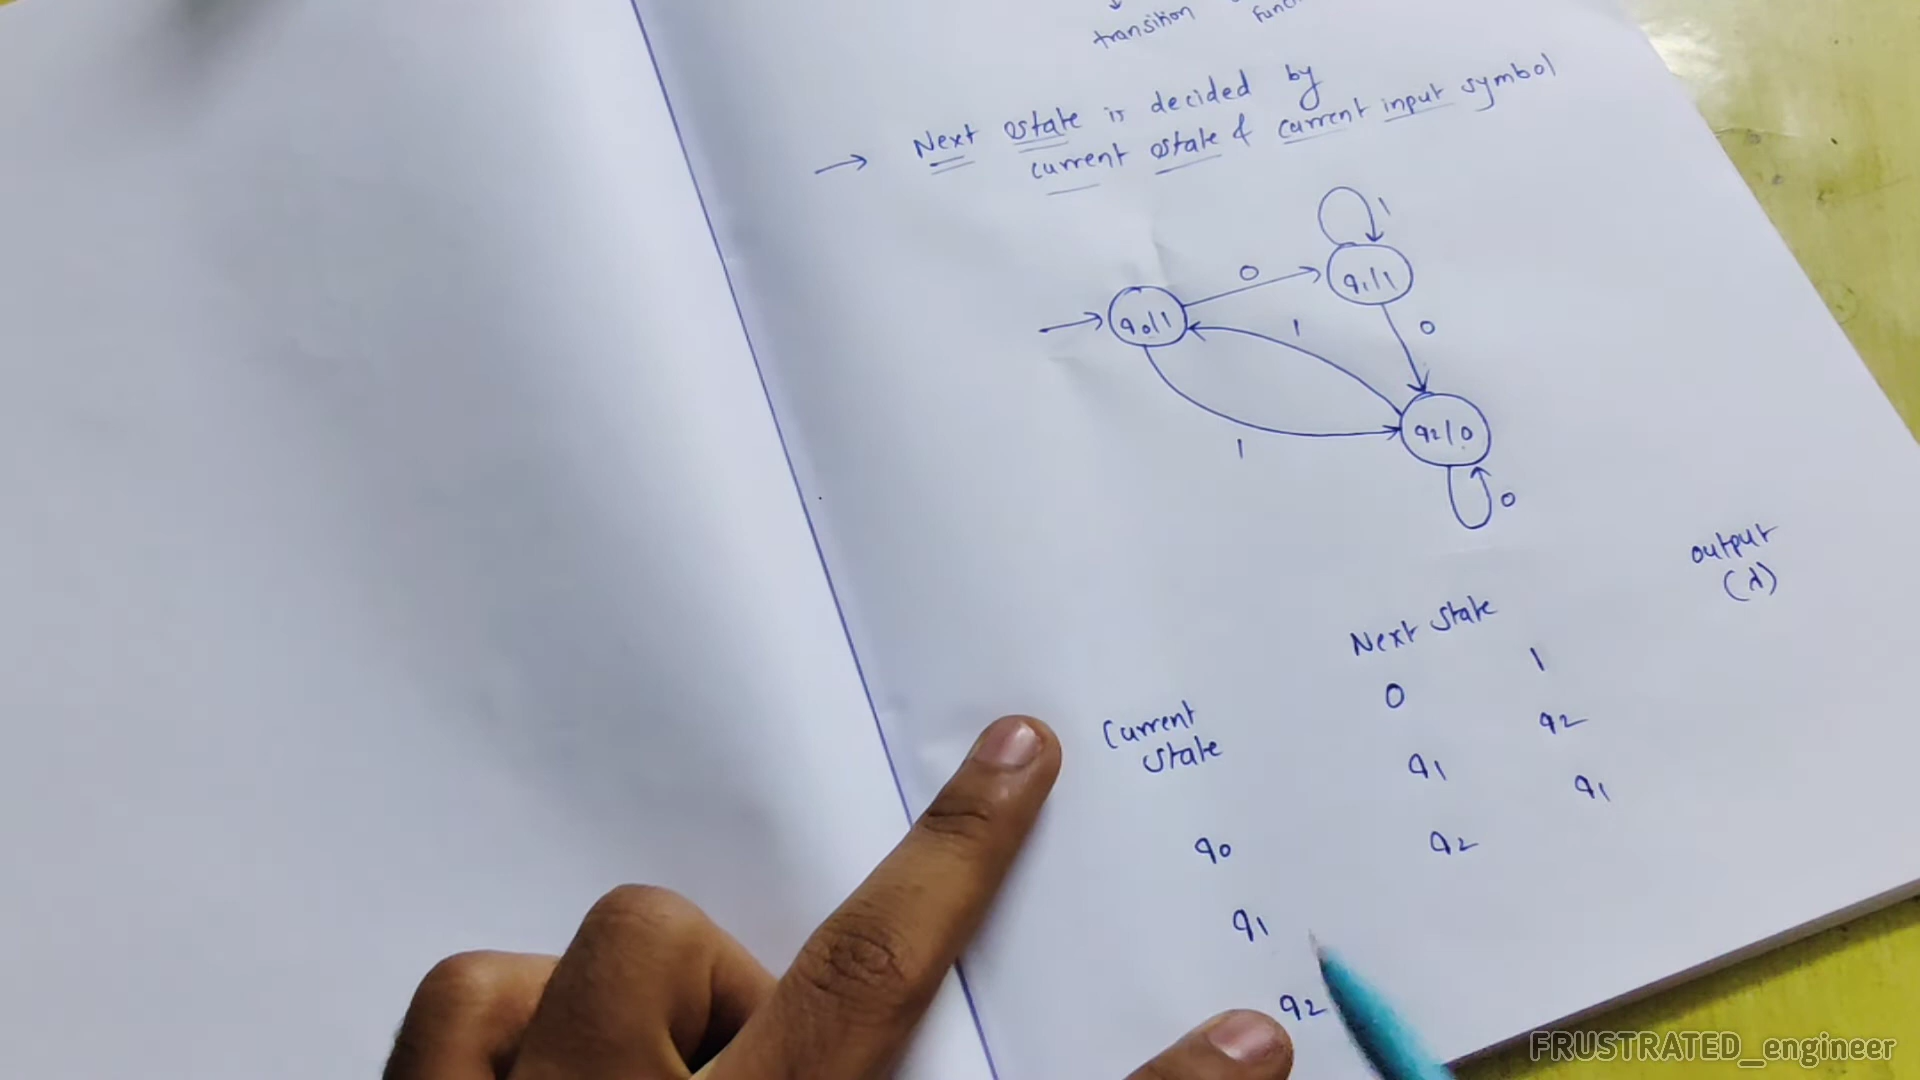 transition
Next state is decided by
current state & current input symbol
1
0
q1/1
q0/1
1
0
q2/0
1
0
output
(λ)
Next state
0 1
Current
state
q0 q1 q2
q1 q2 q1
q2
FRUSTRATED_engineer